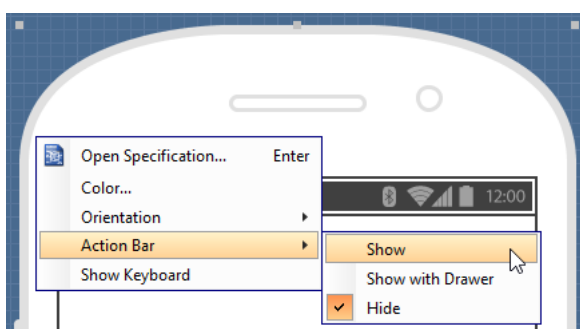 Open Specification... Enter
Color...
Orientation
12:00
Action Bar
Show
Show Keyboard
Show with Drawer
Hide